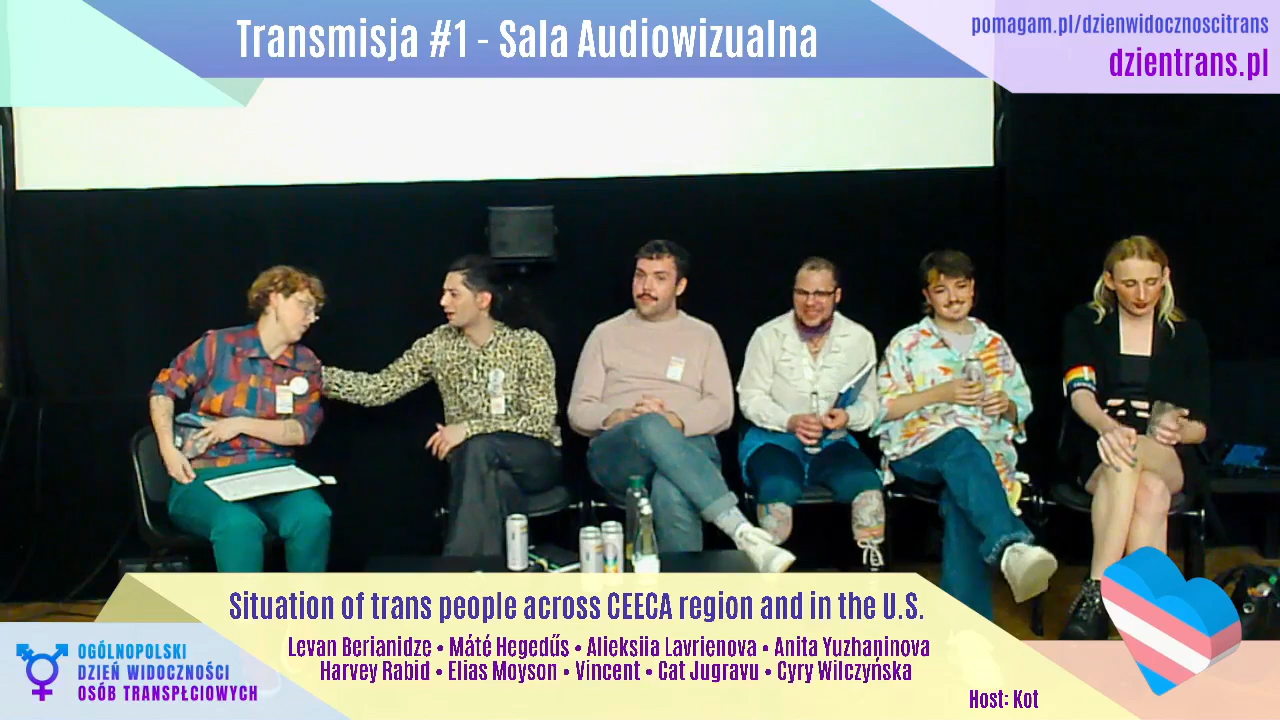 Transmisja #1 - Sala Audiowizualna
pomagam.pl/dzienwidocznoscitrans
dzientrans.pl
Situation of trans people across CEECA region and in the U.S.
Levan Berianidze • Máté Hegedűs • Alieksiia Lavrienova • Anita Yuzhaninova
Harvey Rabid • Elias Moyson • Vincent • Cat Jugravu • Cyry Wilczyńska
Host: Kot
OGÓLNOPOLSKI
DZIEŃ WIDOCZNOŚCI
OSÓB TRANSPŁCIOWYCH